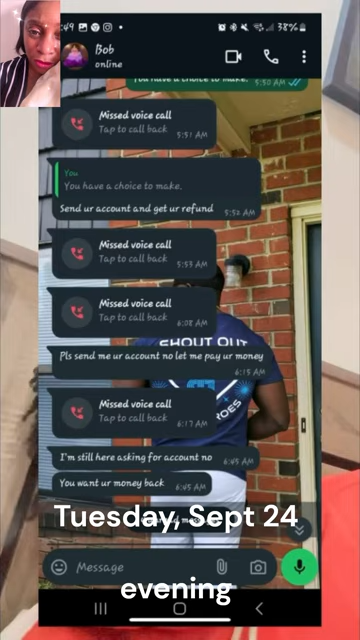 :49
38%
Bob
online
You have a choice to make.
5:50 AM
Missed voice call
Tap to call back 5:51 AM
You
You have a choice to make.
Send ur account and get ur refund 5:52 AM
Missed voice call
Tap to call back 5:53 AM
Missed voice call
Tap to call back 6:08 AM
SHOUT OUT
Pls send me ur account no let me pay ur money
6:15 AM
ROES
Missed voice call
Tap to call back 6:17 AM
I'm still here asking for account no 6:45 AM
You want ur money back 6:45 AM
Tuesday, Sept 24
Message
evening